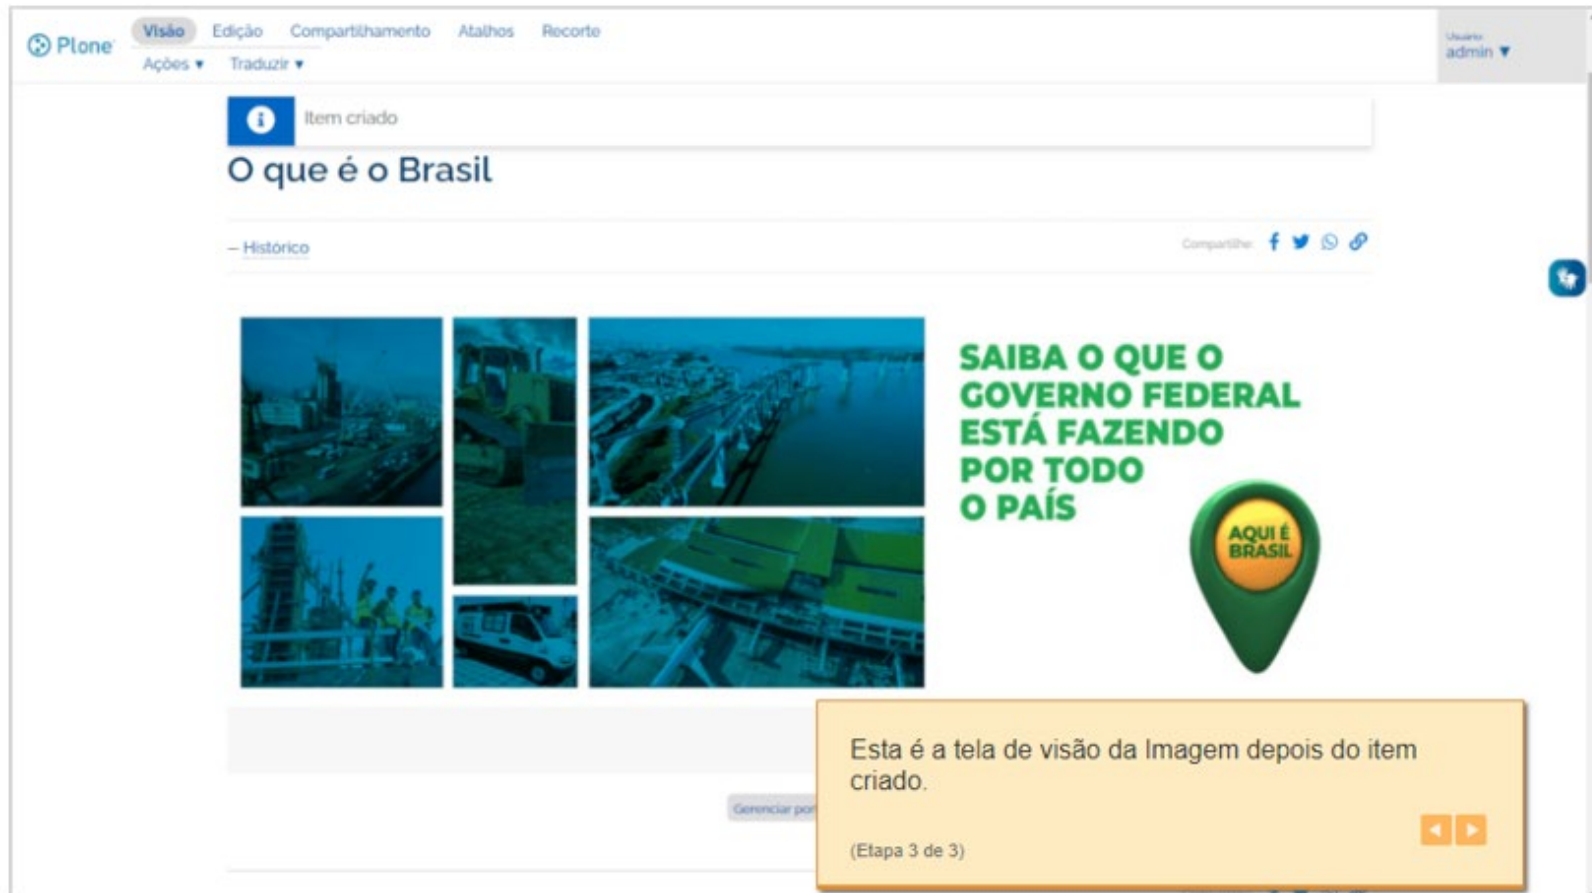 Plone
Visão Edição Compartilhamento Atalhos Recorte
Ações ▼ Traduzir ▼
Usuário:
admin ▼
Item criado
O que é o Brasil
— Histórico
Compartilhe:
SAIBA O QUE O
GOVERNO FEDERAL
ESTÁ FAZENDO
POR TODO
O PAÍS
AQUI É
BRASIL
Esta é a tela de visão da Imagem depois do item
criado.
Gerenciar
(Etapa 3 de 3)